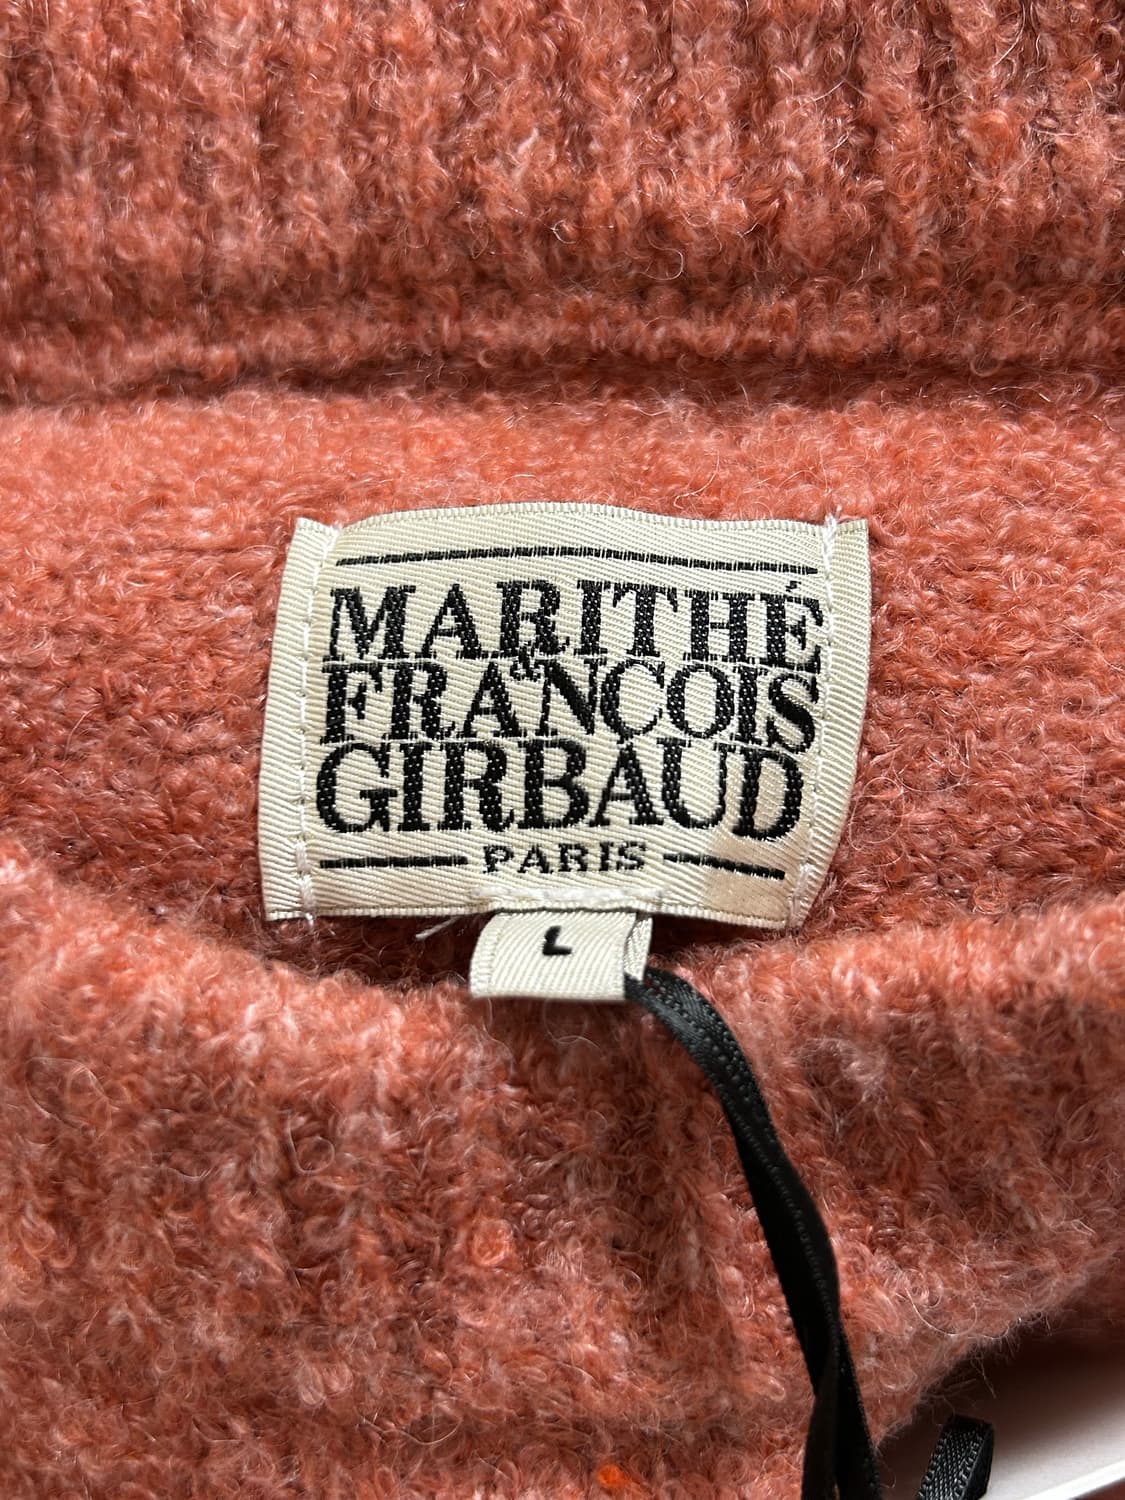 MARITHÉ
&
FRANÇOIS
GIRBAUD
PARIS
L